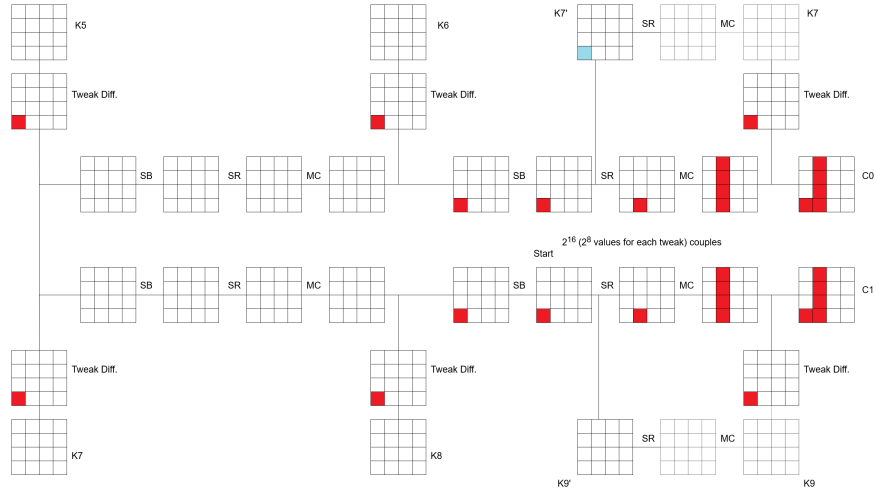 K5
K6
K7'
SR
MC
K7
Tweak Diff.
Tweak Diff.
Tweak Diff.
SB
SR
MC
SB
SR
MC
C0
2^16 (2^8 values for each tweak) couples
Start
SB
SR
MC
SB
SR
MC
C1
Tweak Diff.
Tweak Diff.
Tweak Diff.
K7
K8
SR
MC
K9'
K9